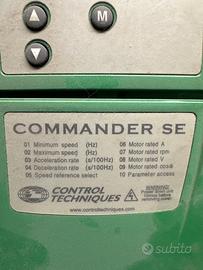 M
COMMANDER SE
01 Minimum speed (Hz) 06 Motor rated A
02 Maximum speed (Hz) 07 Motor rated rpm
03 Acceleration rate (s/100Hz) 08 Motor rated V
04 Deceleration rate (s/100Hz) 09 Motor rated cosø
05 Speed reference select 10 Parameter access
CONTROL
TECHNIQUES
WARNING
www.controltechniques.com
subito